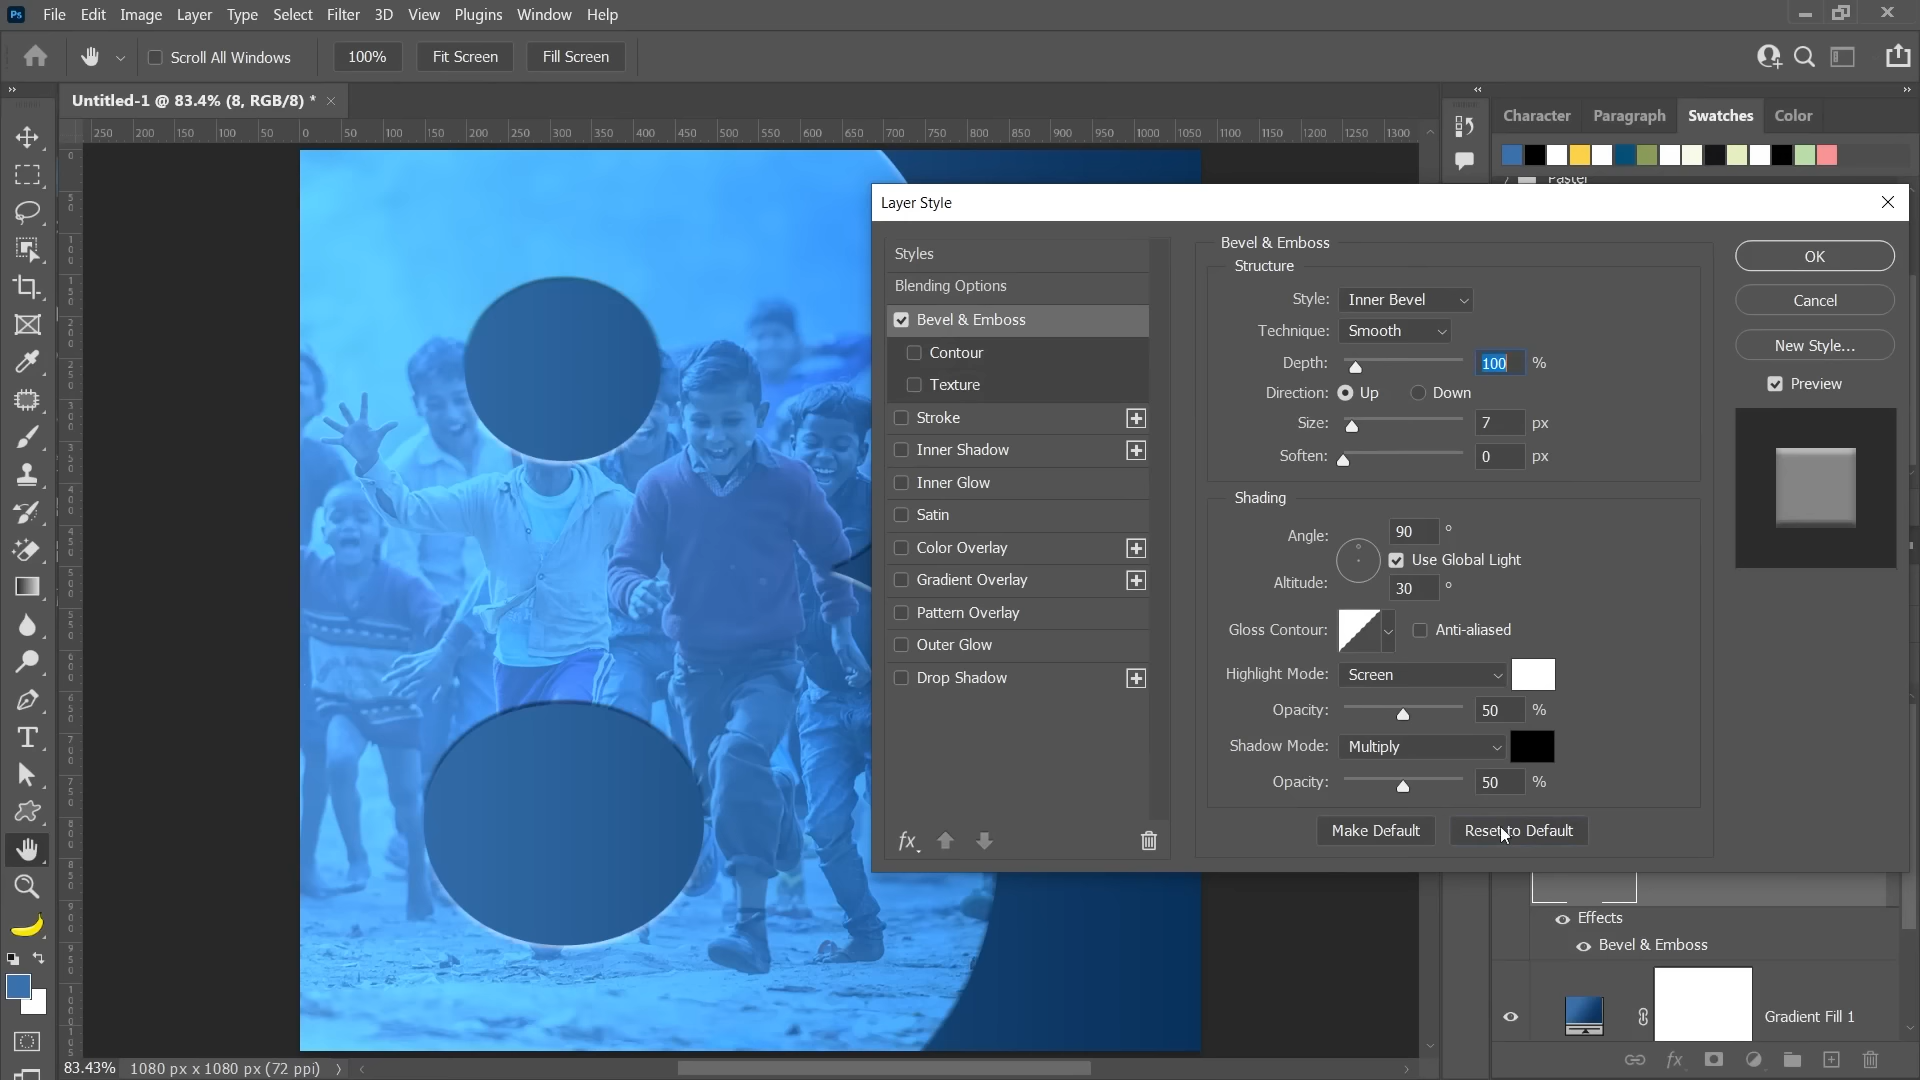 Ps File Edit Image Layer Type Select Filter 3D View Plugins Window Help
Scroll All Windows 100% Fit Screen Fill Screen
Untitled-1 @ 83.4% (8, RGB/8) * ×
250 200 150 100 50 0 50 100 150 200 250 300 350 400 450 500 550 600 650 700 750 800 850 900 950 1000 1050 1100 1150 1200 1250 1300
Character Paragraph Swatches Color
Pastel
Layer Style
Styles
Blending Options
Bevel & Emboss
Contour
Texture
Stroke
Inner Shadow
Inner Glow
Satin
Color Overlay
Gradient Overlay
Pattern Overlay
Outer Glow
Drop Shadow
fx
Bevel & Emboss
Structure
Style: Inner Bevel
Technique: Smooth
Depth: 100 %
Direction: Up Down
Size: 7 px
Soften: 0 px
Shading
Angle: 90 °
Use Global Light
Altitude: 30 °
Gloss Contour: Anti-aliased
Highlight Mode: Screen
Opacity: 50 %
Shadow Mode: Multiply
Opacity: 50 %
Make Default Reset to Default
OK
Cancel
New Style...
Preview
Effects
Bevel & Emboss
Gradient Fill 1
fx
83.43% 1080 px x 1080 px (72 ppi)